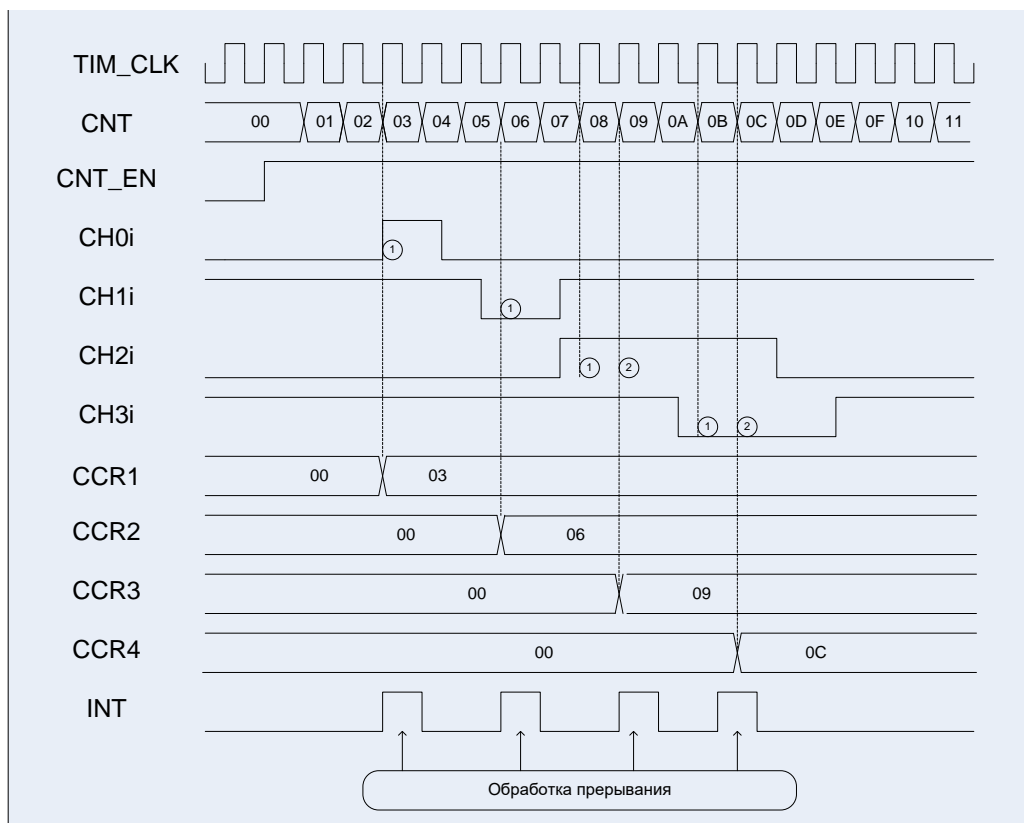 TIM_CLK
CNT 00 01 02 03 04 05 06 07 08 09 0A 0B 0C 0D 0E 0F 10 11
CNT_EN
CH0i 1
CH1i 1
CH2i 1 2
CH3i 1 2
CCR1 00 03
CCR2 00 06
CCR3 00 09
CCR4 00 0C
INT
Обработка прерывания